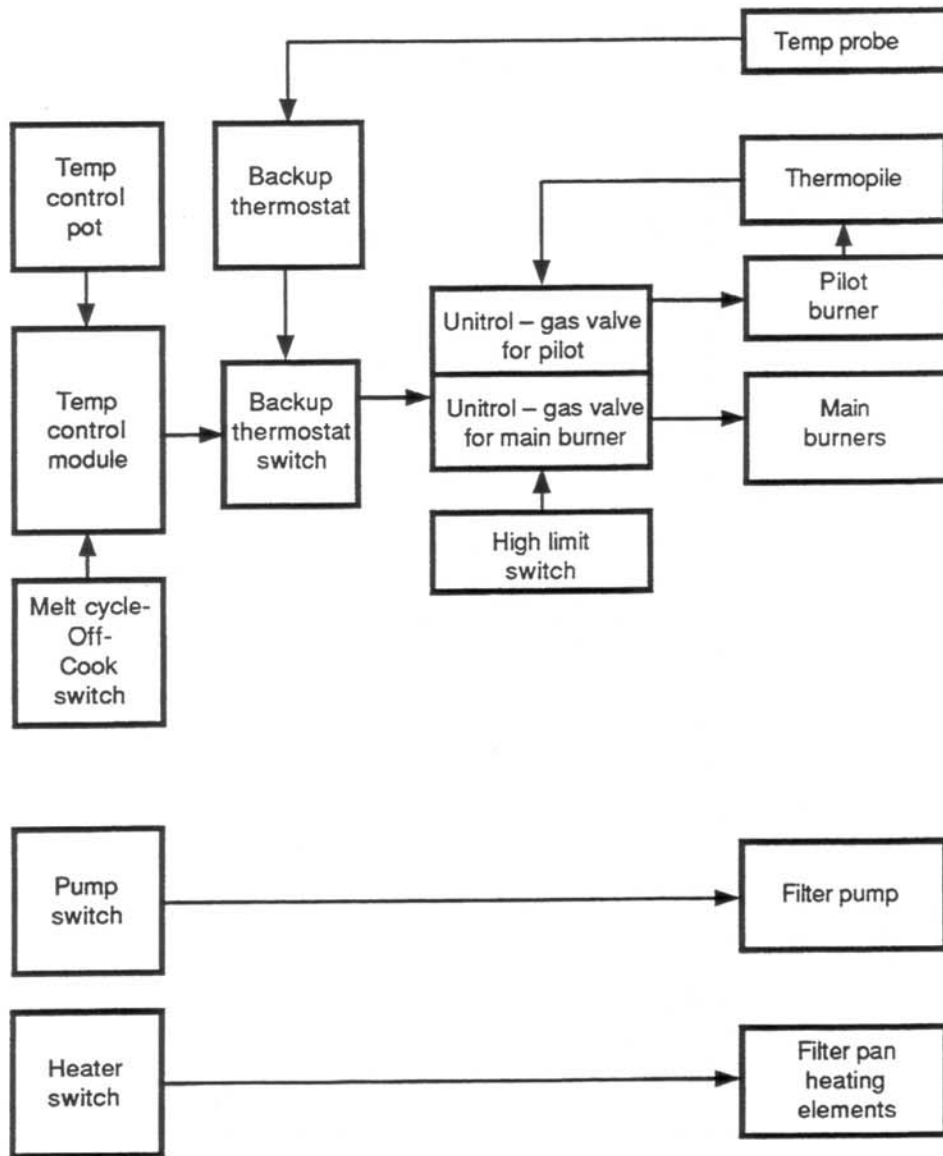 Temp probe
Temp
control
pot
Backup
thermostat
Thermopile
Pilot
burner
Unitrol – gas valve
for pilot
Temp
control
module
Backup
thermostat
switch
Unitrol – gas valve
for main burner
Main
burners
High limit
switch
Melt cycle-
Off-
Cook
switch
Pump
switch
Filter pump
Heater
switch
Filter pan
heating
elements